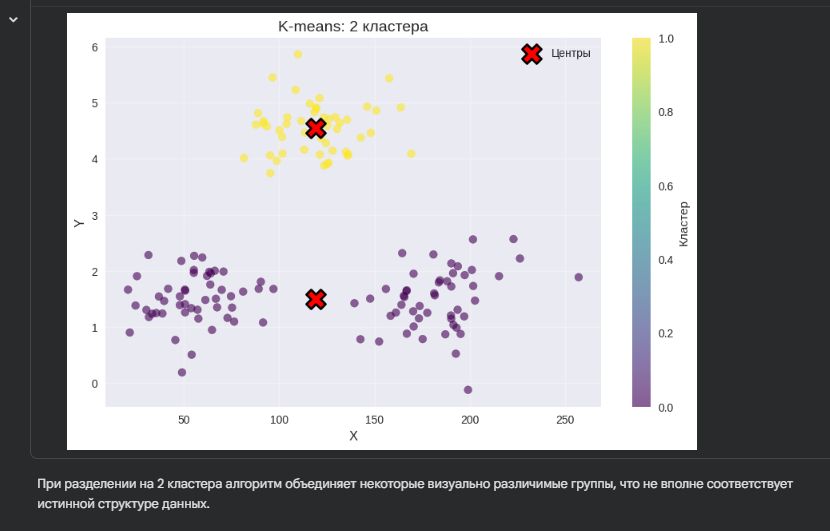 K-means: 2 кластера
6
5
4
3
2
1
0
Y
50
100
150
200
250
X
Центры
1.0
0.8
0.6
0.4
0.2
0.0
Кластер
При разделении на 2 кластера алгоритм объединяет некоторые визуально различимые группы, что не вполне соответствует
истинной структуре данных.